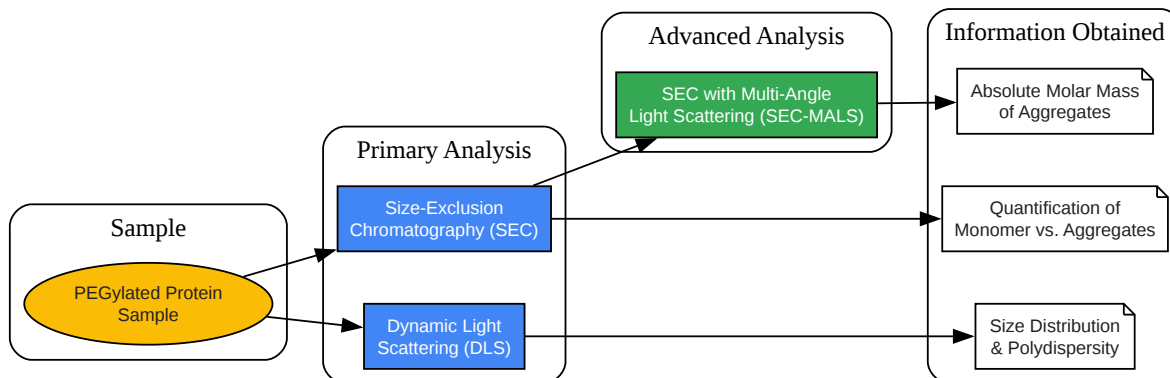 Sample
PEGylated Protein
Sample
Primary Analysis
Size-Exclusion
Chromatography (SEC)
Dynamic Light
Scattering (DLS)
Advanced Analysis
SEC with Multi-Angle
Light Scattering (SEC-MALS)
Information Obtained
Absolute Molar Mass
of Aggregates
Quantification of
Monomer vs. Aggregates
Size Distribution
& Polydispersity